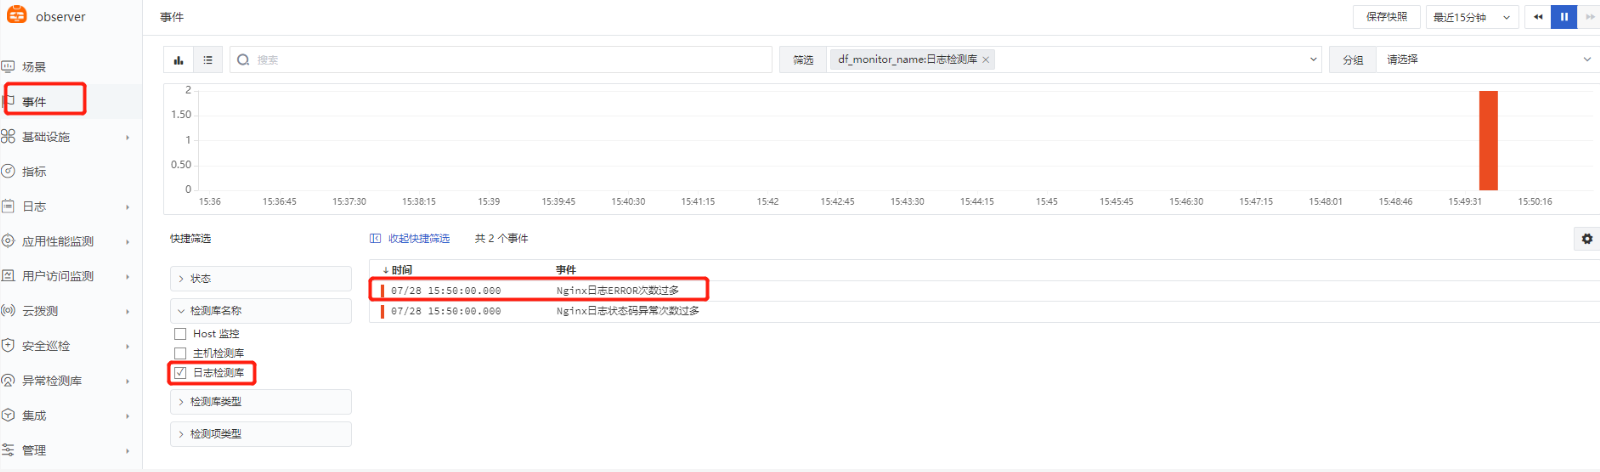 observer
事件
保存快照
最近15分钟
场景
事件
基础设施
指标
日志
应用性能监测
用户访问监测
云拨测
安全巡检
异常检测库
集成
管理
搜索
筛选
df_monitor_name:日志检测库
分组
请选择
2
1.50
1
0.50
0
15:36 15:36:45 15:37:30 15:38:15 15:39 15:39:45 15:40:30 15:41:15 15:42 15:42:45 15:43:30 15:44:15 15:45 15:45:45 15:46:30 15:47:15 15:48:01 15:48:46 15:49:31 15:50:16
快捷筛选
状态
检测库名称
Host 监控
主机检测库
日志检测库
检测库类型
检测项类型
收起快捷筛选
共 2 个事件
时间 事件
07/28 15:50:00.000 Nginx日志ERROR次数过多
07/28 15:50:00.000 Nginx日志状态码异常次数过多